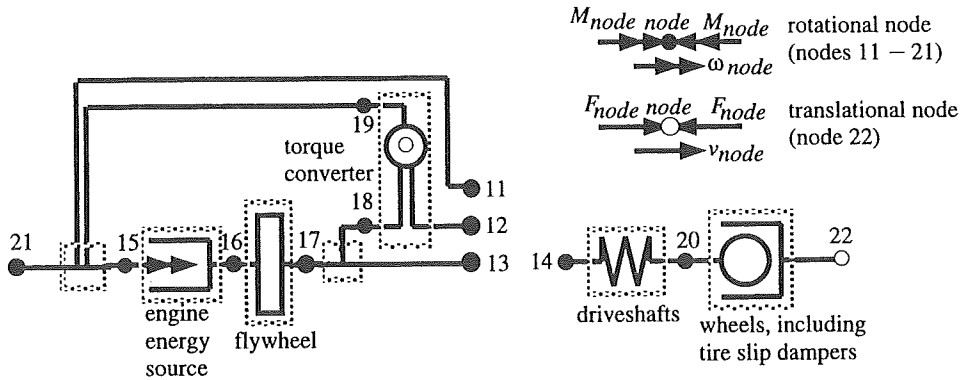 M_node node M_node
rotational node
(nodes 11 – 21)
ω_node
F_node node F_node
translational node
(node 22)
v_node
19
torque
converter
11
18
12
21
15
16
17
13
14
20
22
engine
energy
source
flywheel
driveshafts
wheels, including
tire slip dampers